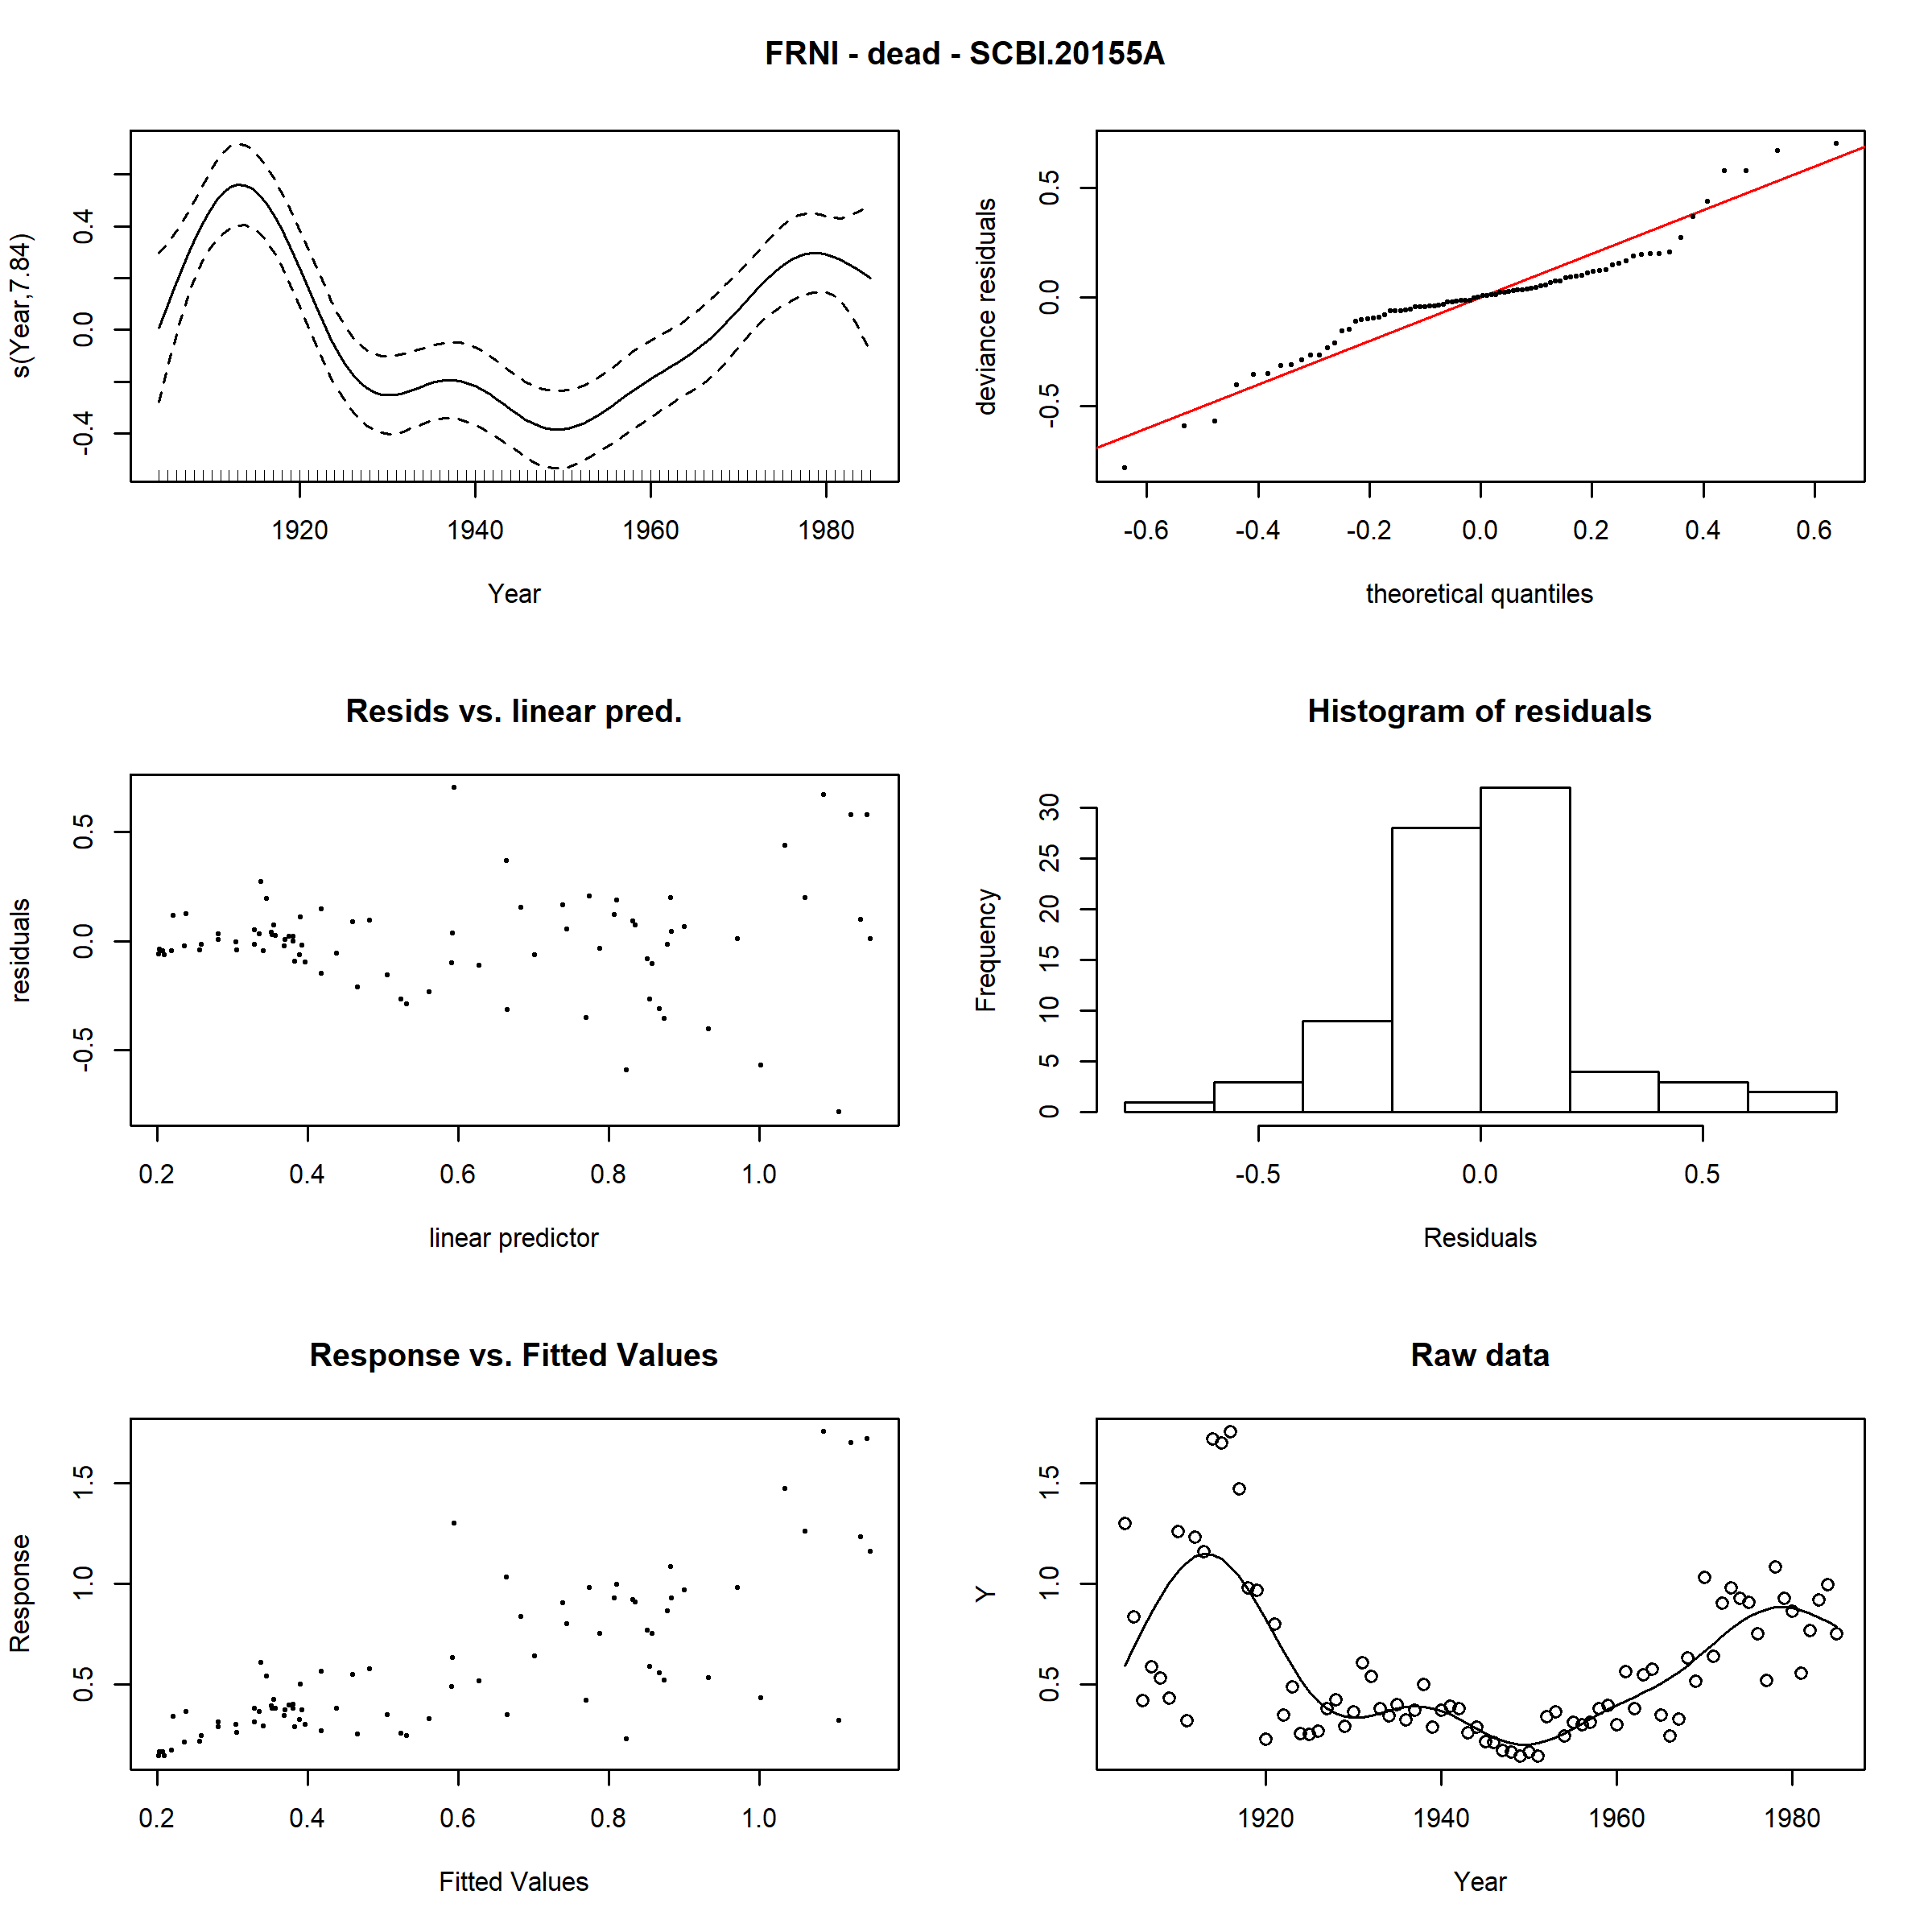 FRNI - dead - SCBI.20155A
s(Year,7.84)
-0.4 0.0 0.4
1920 1940 1960 1980
Year
deviance residuals
-0.5 0.0 0.5
-0.6 -0.4 -0.2 0.0 0.2 0.4 0.6
theoretical quantiles
Resids vs. linear pred.
residuals
-0.5 0.0 0.5
0.2 0.4 0.6 0.8 1.0
linear predictor
Histogram of residuals
Frequency
0 5 10 15 20 25 30
-0.5 0.0 0.5
Residuals
Response vs. Fitted Values
Response
0.5 1.0 1.5
0.2 0.4 0.6 0.8 1.0
Fitted Values
Raw data
Y
0.5 1.0 1.5
1920 1940 1960 1980
Year